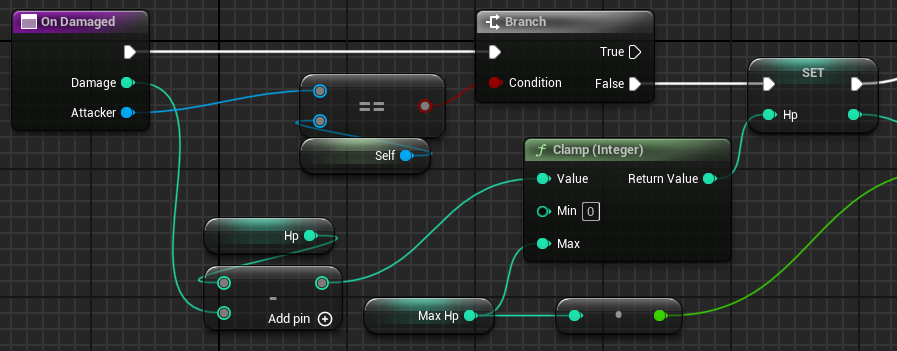 On Damaged
Damage
Attacker
==
Self
Branch
True
Condition
False
SET
Hp
Clamp (Integer)
Value
Return Value
Min 0
Max
Hp
-
Add pin
Max Hp